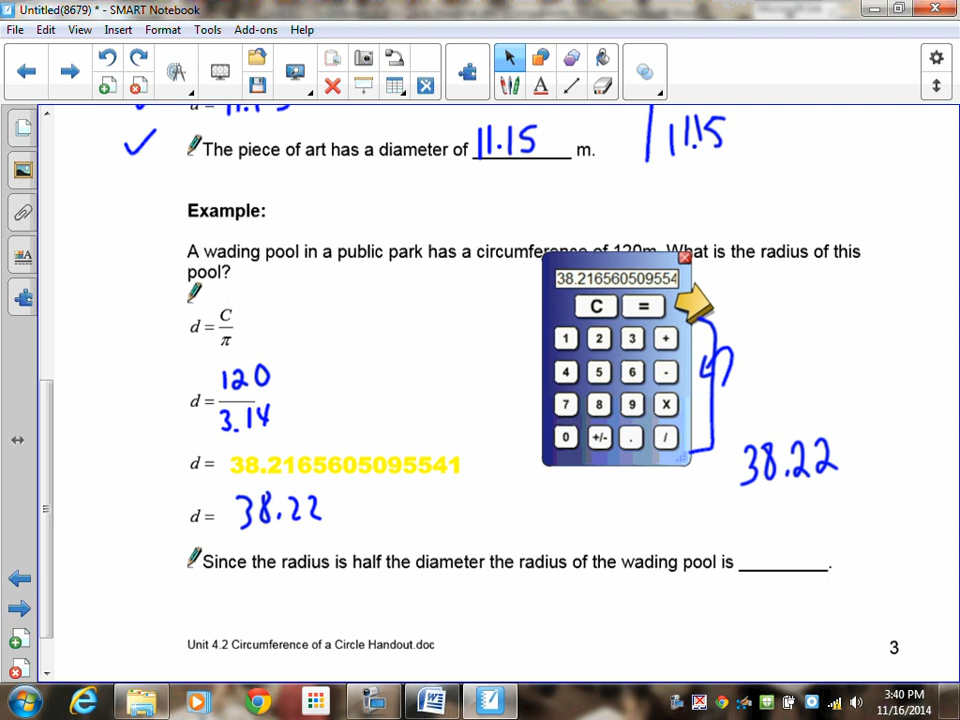 Untitled(8679) * - SMART Notebook
File Edit View Insert Format Tools Add-ons Help
The piece of art has a diameter of 11.15 m.
11.15
Example:
A wading pool in a public park has a circumference of 120m. What is the radius of this
pool?
38.216560509554
C =
1 2 3 +
4 5 6 -
7 8 9 X
0 +/- . /
d = C/π
d = 120/3.14
d = 38.2165605095541
38.22
d = 38.22
Since the radius is half the diameter the radius of the wading pool is ________.
Unit 4.2 Circumference of a Circle Handout.doc
3
3:40 PM
11/16/2014